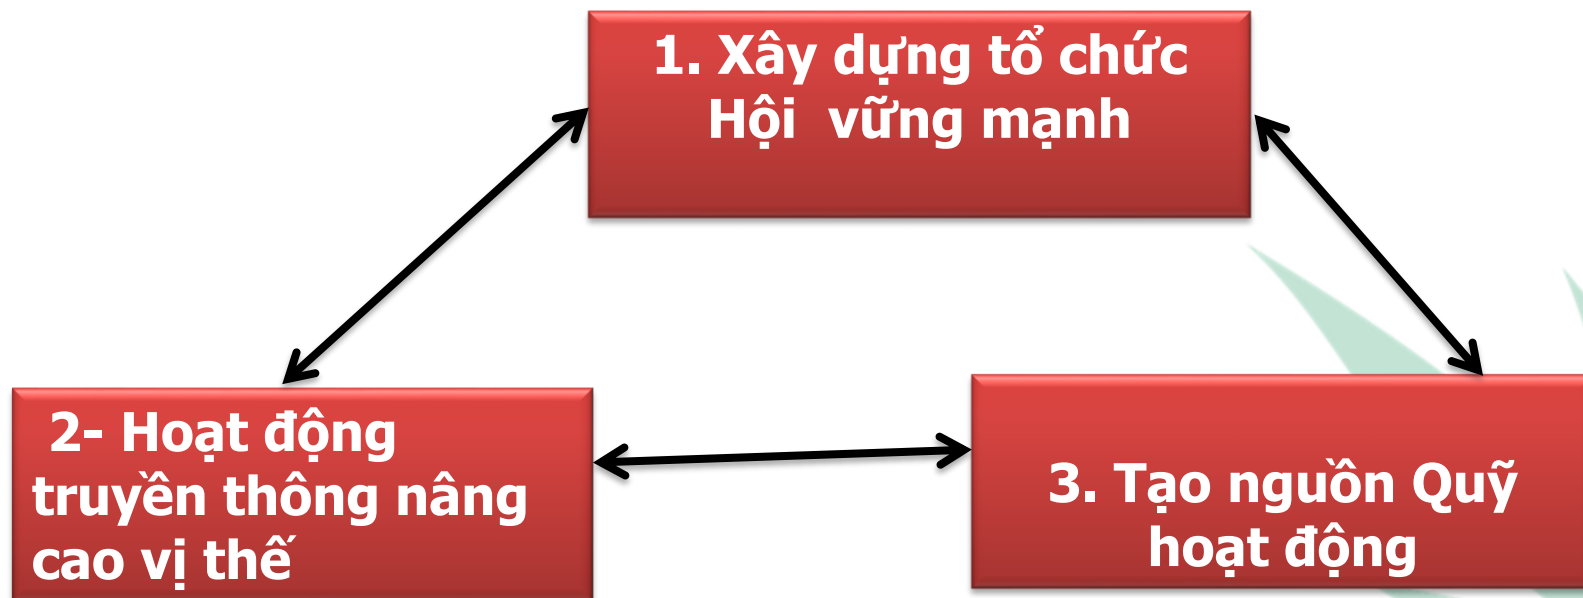 1. Xây dựng tổ chức
Hội vững mạnh
2- Hoạt động
truyền thông nâng
cao vị thế
3. Tạo nguồn Quỹ
hoạt động